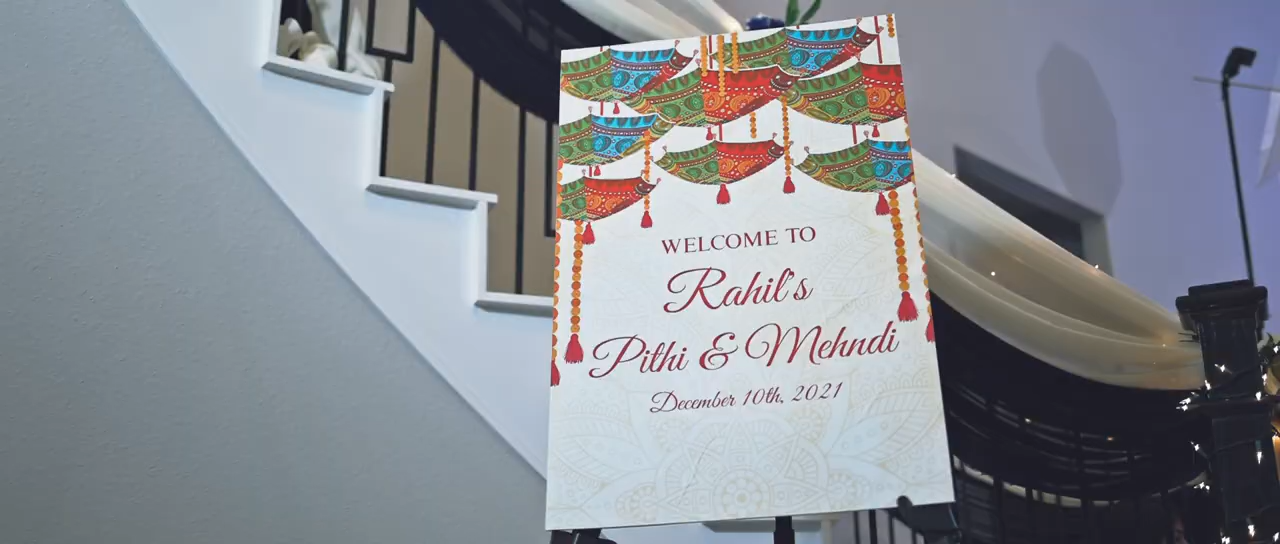 WELCOME TO
Rahil's
Pithi & Mehndi
December 10th, 2021